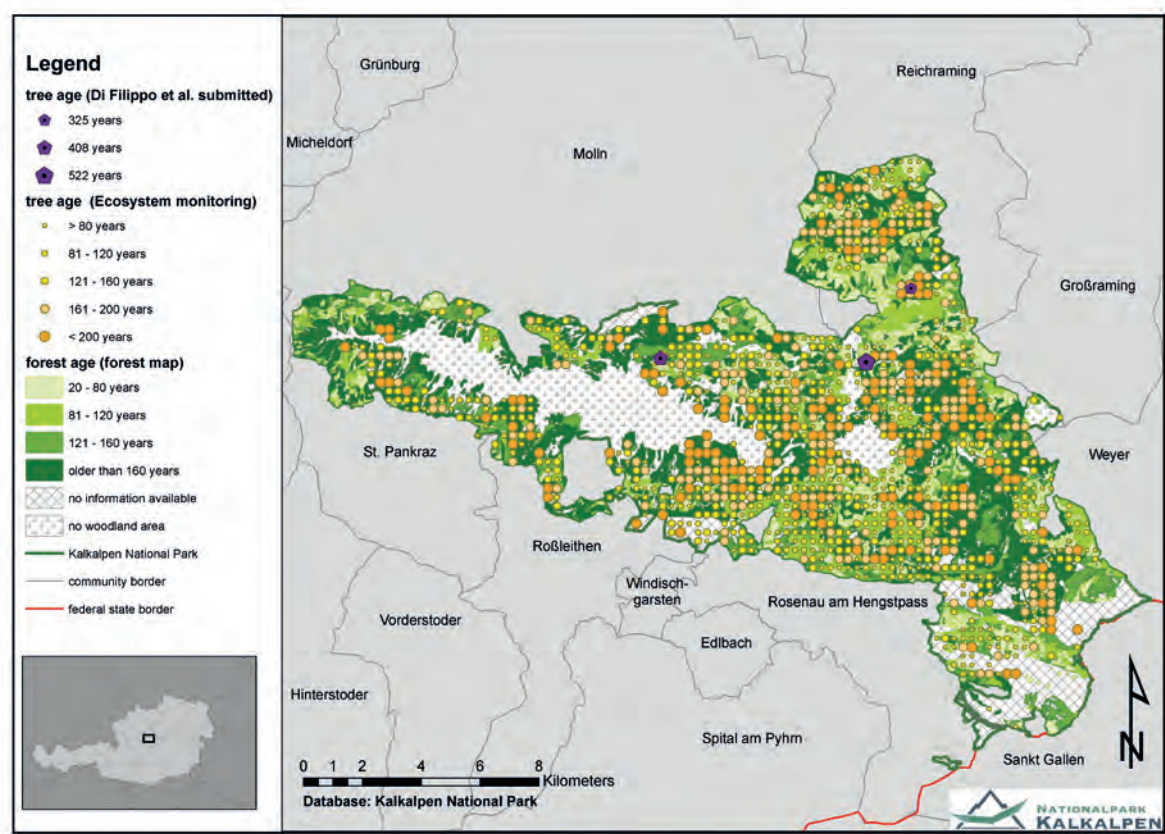 Legend
tree age (Di Filippo et al. submitted)
325 years
408 years
522 years
tree age (Ecosystem monitoring)
> 80 years
81 - 120 years
121 - 160 years
161 - 200 years
< 200 years
forest age (forest map)
20 - 80 years
81 - 120 years
121 - 160 years
older than 160 years
no information available
no woodland area
Kalkalpen National Park
community border
federal state border
Grünburg
Reichraming
Micheldorf
Molln
Großraming
St. Pankraz
Weyer
Roßleithen
Windisch-
garsten
Rosenau am Hengstpass
Vorderstoder
Edlbach
Hinterstoder
Spital am Pyhrn
Sankt Gallen
N
0 2 4 6 8
Kilometers
Database: Kalkalpen National Park
NATIONALPARK
KALKALPEN